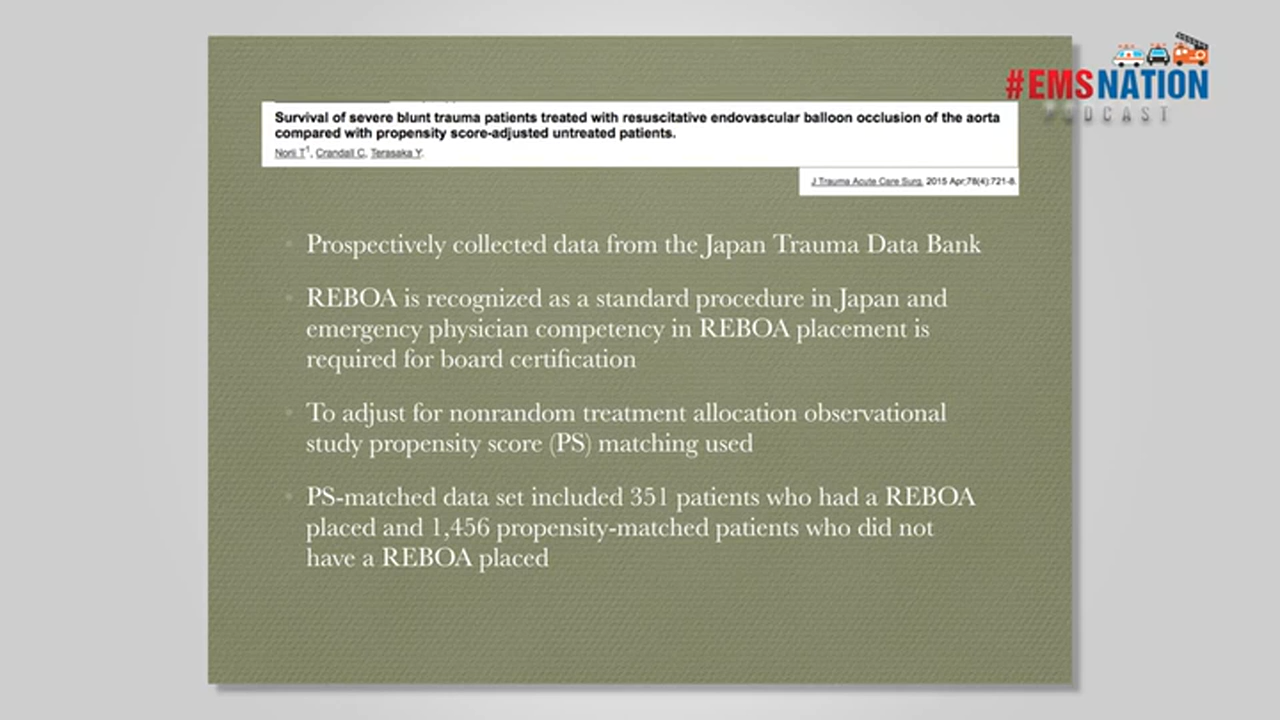 #EMSNATION
PODCAST
Survival of severe blunt trauma patients treated with resuscitative endovascular balloon occlusion of the aorta
compared with propensity score-adjusted untreated patients.
Norii T1, Crandall C, Terasaka Y.
J Trauma Acute Care Surg. 2015 Apr;78(4):721-8.
• Prospectively collected data from the Japan Trauma Data Bank
• REBOA is recognized as a standard procedure in Japan and
emergency physician competency in REBOA placement is
required for board certification
• To adjust for nonrandom treatment allocation observational
study propensity score (PS) matching used
• PS-matched data set included 351 patients who had a REBOA
placed and 1,456 propensity-matched patients who did not
have a REBOA placed